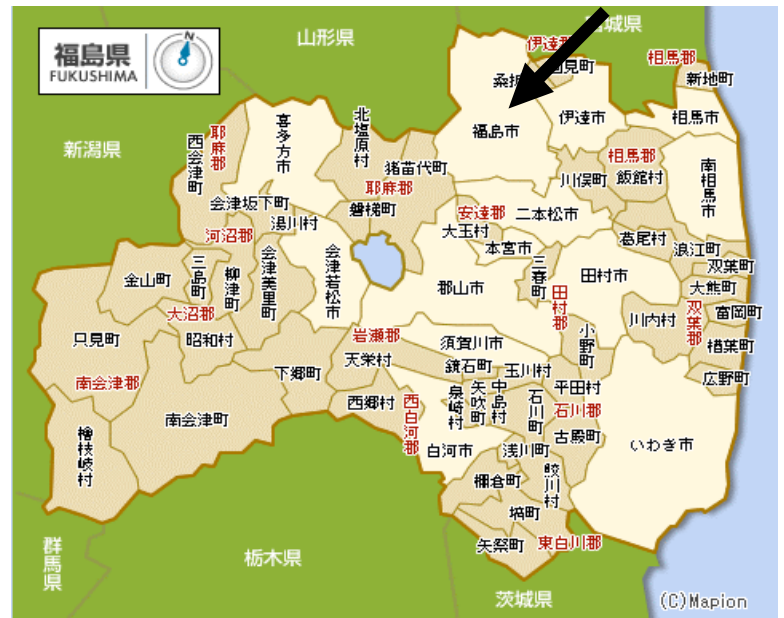 福島県
FUKUSHIMA
N
山形県
宮城県
新潟県
伊達郡
国見町
桑折
相馬郡
新地町
福島市
伊達市
相馬市
喜多方市
北塩原村
耶麻郡
西会津町
猪苗代町
耶麻郡
磐梯町
相馬郡
飯館村
川俣町
南相馬市
会津坂下町
湯川村
河沼郡
安達郡
二本松市
大玉村
本宮市
葛尾村
浪江町
双葉町
大熊町
金山町
三島町
柳津町
会津美里町
会津若松市
郡山市
三春町
田村市
田村郡
富岡町
川内村
双葉郡
楢葉町
広野町
大沼郡
只見町
昭和村
岩瀬郡
天栄村
須賀川市
鏡石町
玉川村
小野町
平田村
南会津郡
下郷町
西郷村
西白河郡
泉崎村
矢吹町
中島村
石川町
石川郡
古殿町
いわき市
南会津町
檜枝岐村
白河市
浅川町
鮫川村
棚倉町
塙町
矢祭町
東白川郡
群馬県
栃木県
茨城県
(C)Mapion